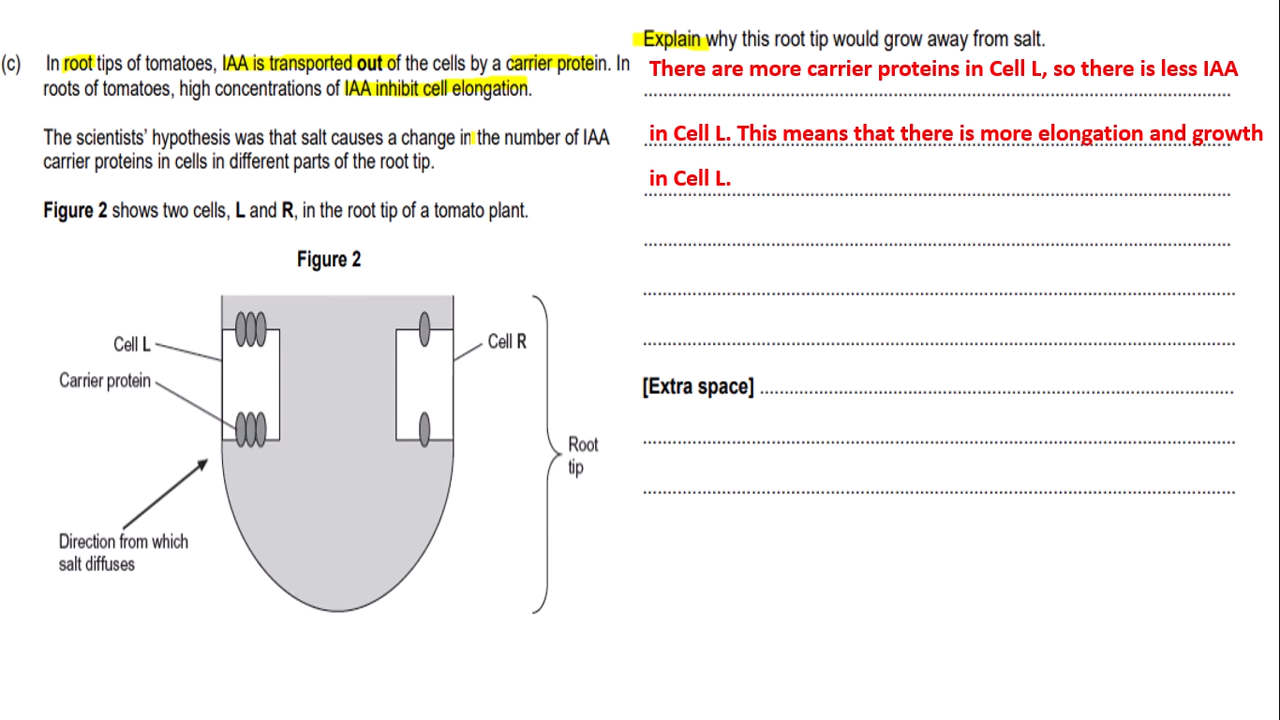 (c) In root tips of tomatoes, IAA is transported out of the cells by a carrier protein. In
roots of tomatoes, high concentrations of IAA inhibit cell elongation.
The scientists' hypothesis was that salt causes a change in the number of IAA
carrier proteins in cells in different parts of the root tip.
Figure 2 shows two cells, L and R, in the root tip of a tomato plant.
Figure 2
Cell L
Cell R
Carrier protein
Root
tip
Direction from which
salt diffuses
Explain why this root tip would grow away from salt.
There are more carrier proteins in Cell L, so there is less IAA
in Cell L. This means that there is more elongation and growth
in Cell L.
[Extra space]